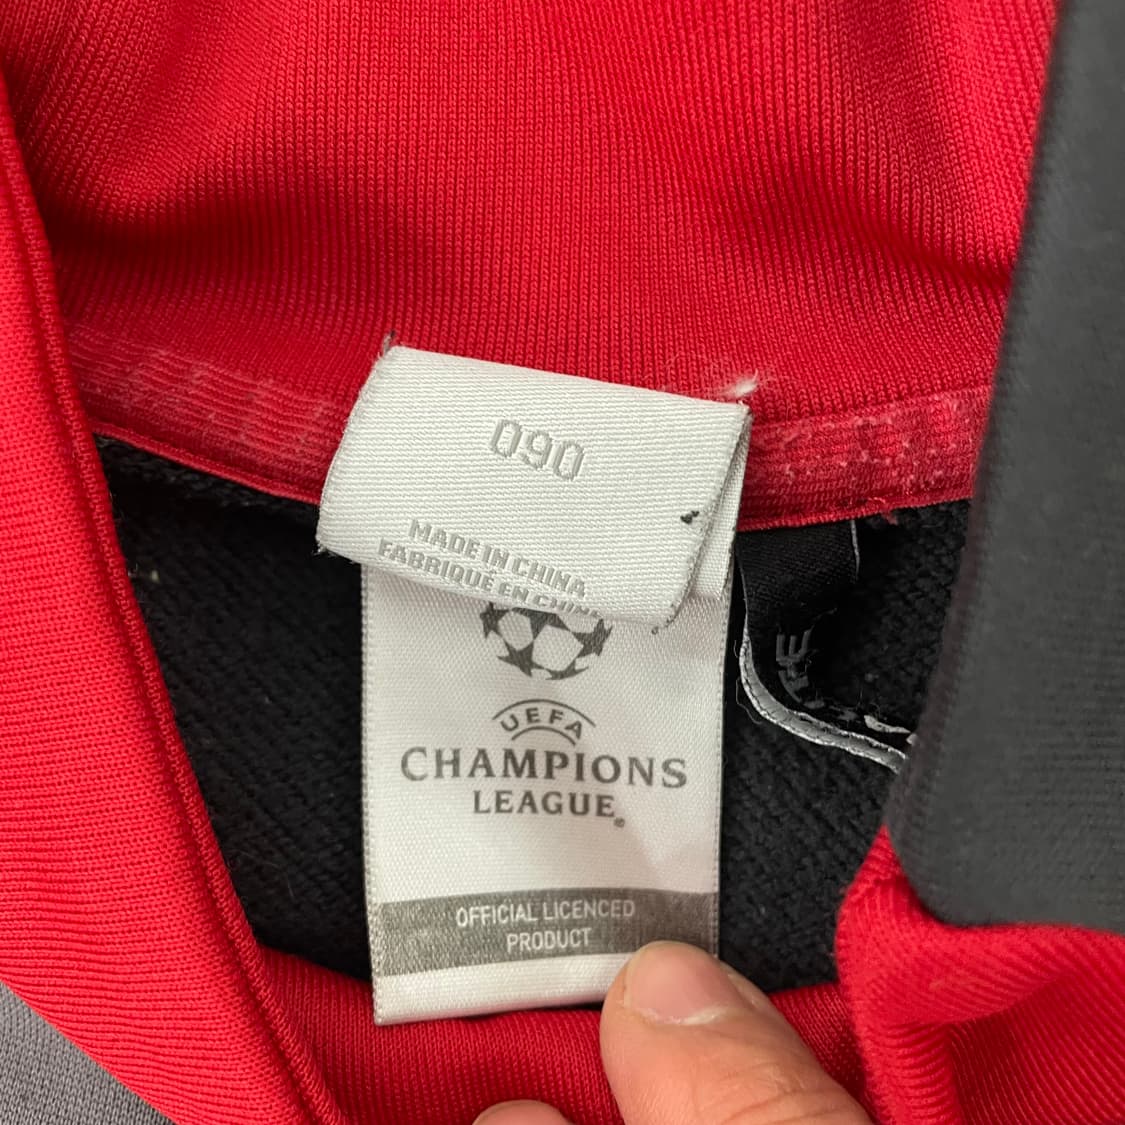 090
MADE IN CHINA
FABRIQUÉ EN CHINE
UEFA
CHAMPIONS
LEAGUE®
OFFICIAL LICENCED
PRODUCT